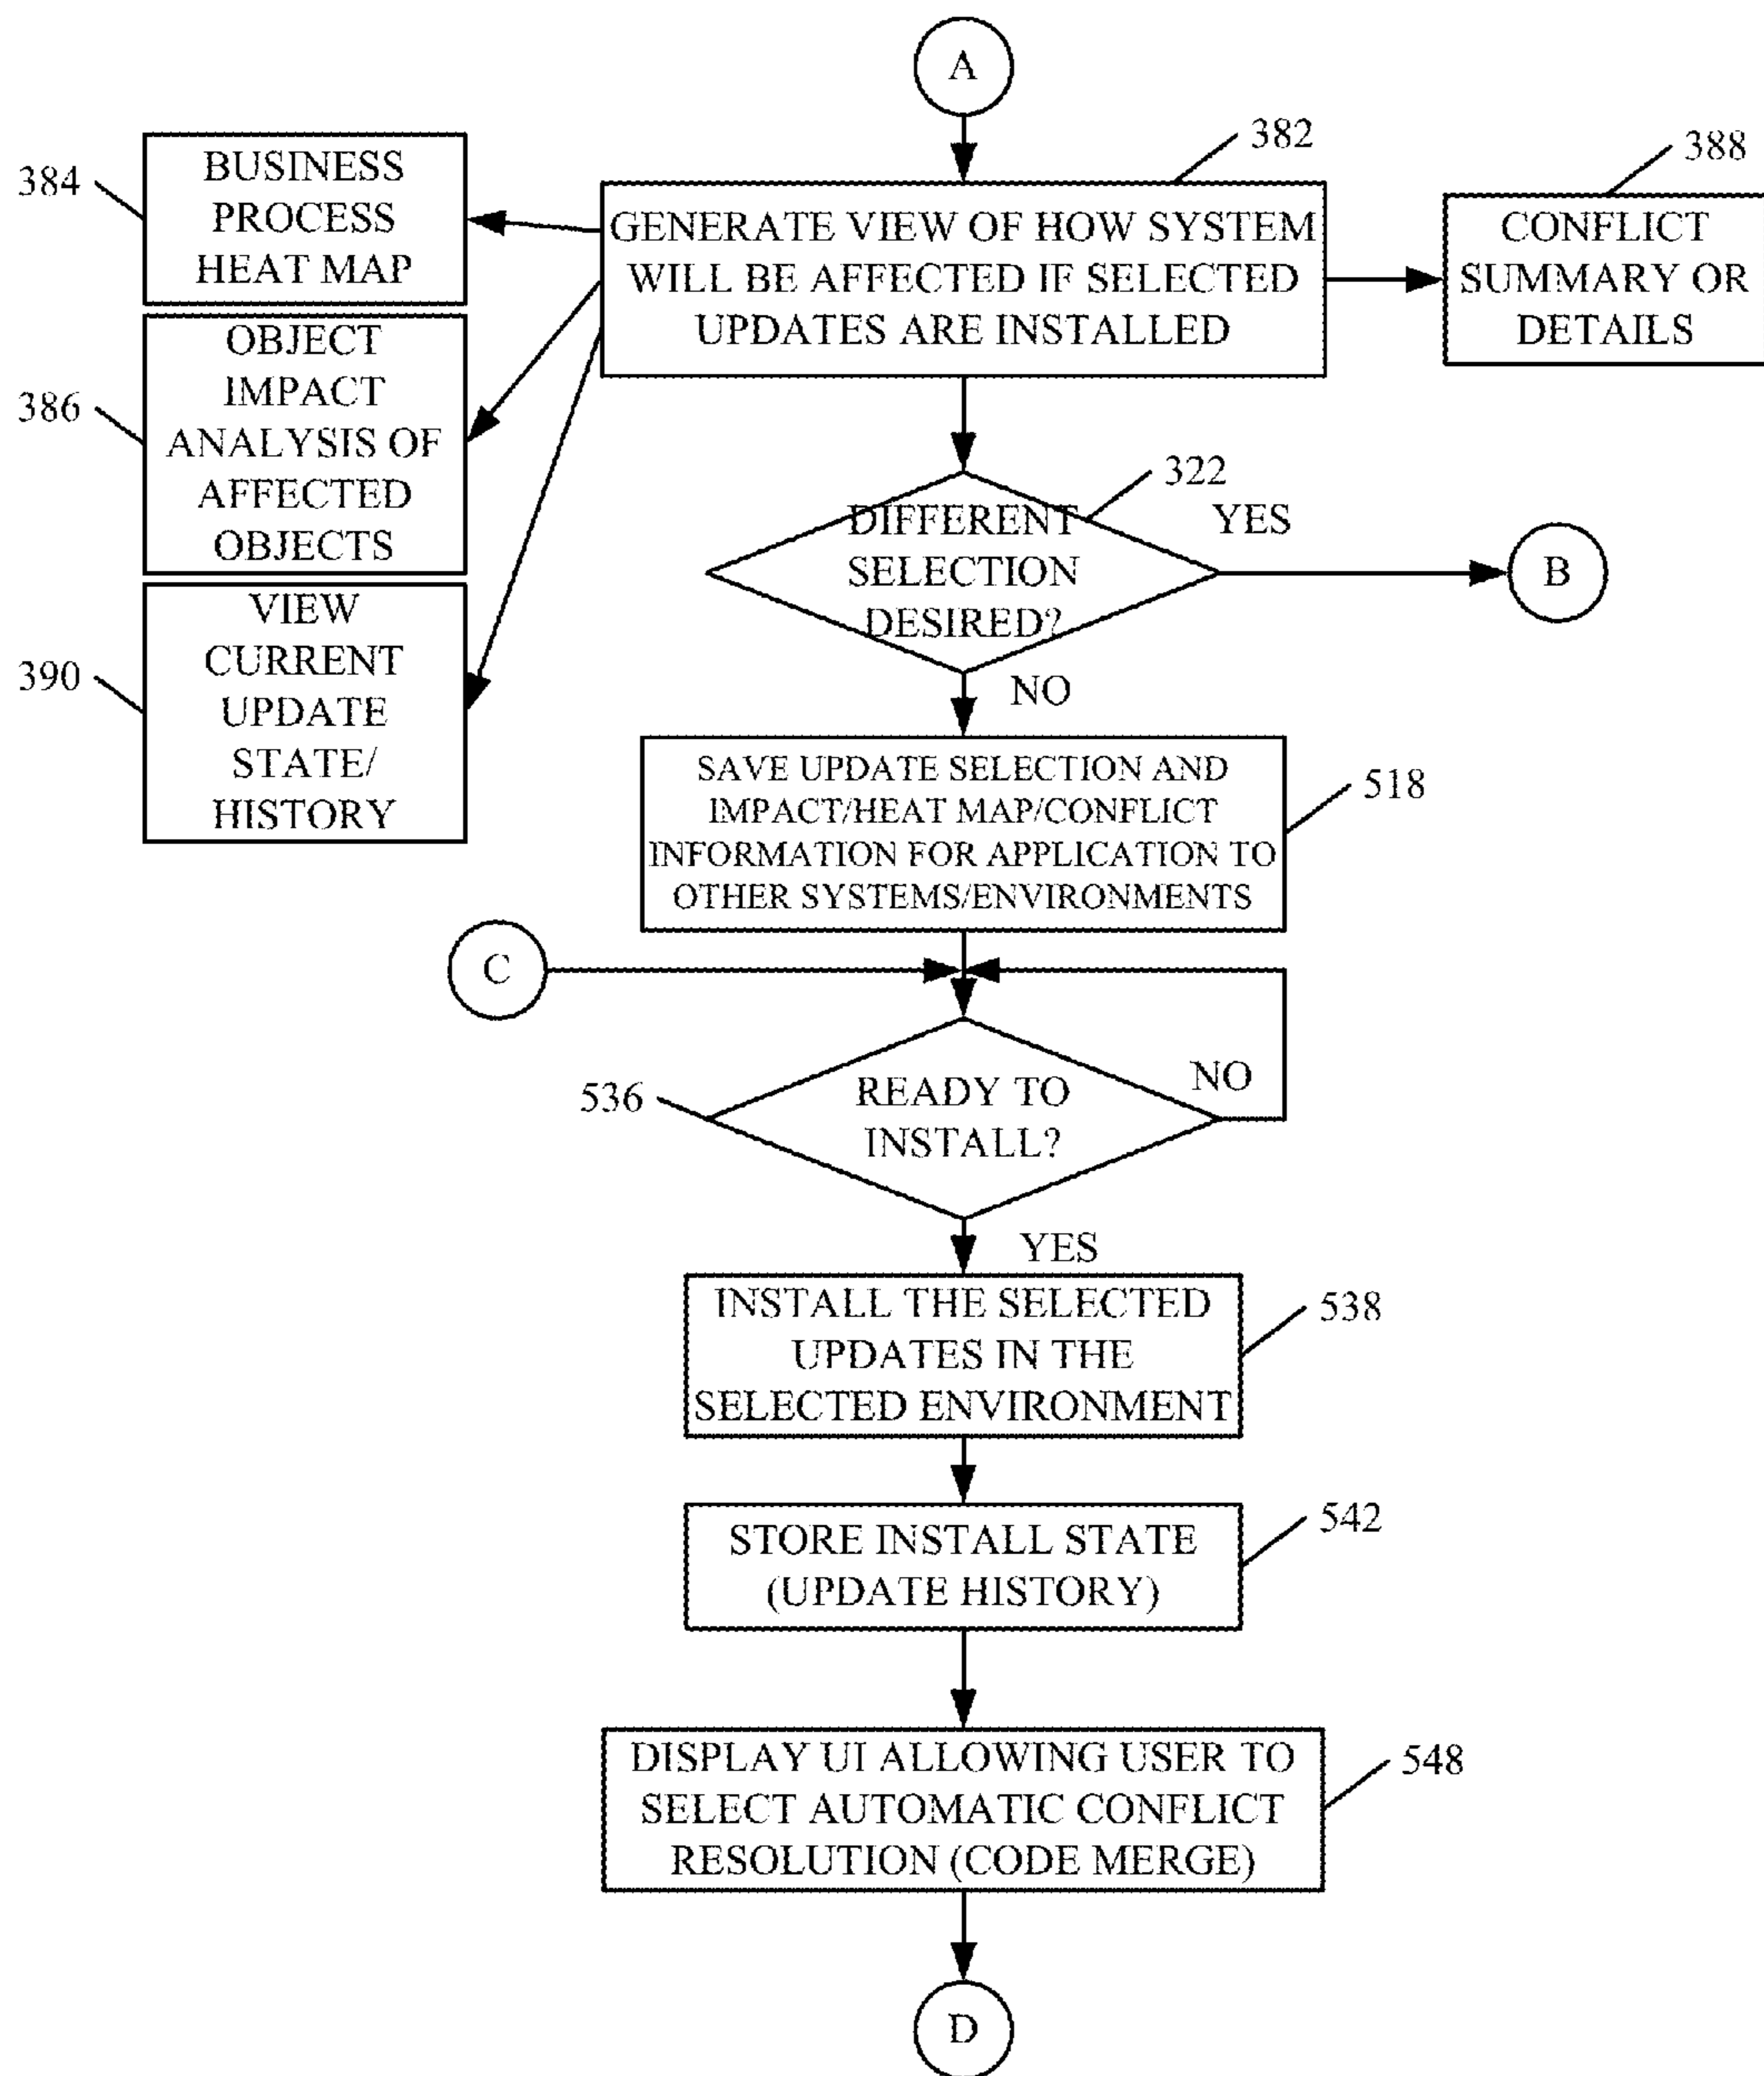 A
382
388
384
BUSINESS
PROCESS
HEAT MAP
GENERATE VIEW OF HOW SYSTEM
WILL BE AFFECTED IF SELECTED
UPDATES ARE INSTALLED
CONFLICT
SUMMARY OR
DETAILS
386
OBJECT
IMPACT
ANALYSIS OF
AFFECTED
OBJECTS
322
DIFFERENT
SELECTION
DESIRED?
YES
B
390
VIEW
CURRENT
UPDATE
STATE/
HISTORY
NO
SAVE UPDATE SELECTION AND
IMPACT/HEAT MAP/CONFLICT
INFORMATION FOR APPLICATION TO
OTHER SYSTEMS/ENVIRONMENTS
518
C
536
READY TO
INSTALL?
NO
YES
INSTALL THE SELECTED
UPDATES IN THE
SELECTED ENVIRONMENT
538
STORE INSTALL STATE
(UPDATE HISTORY)
542
DISPLAY UI ALLOWING USER TO
SELECT AUTOMATIC CONFLICT
RESOLUTION (CODE MERGE)
548
D